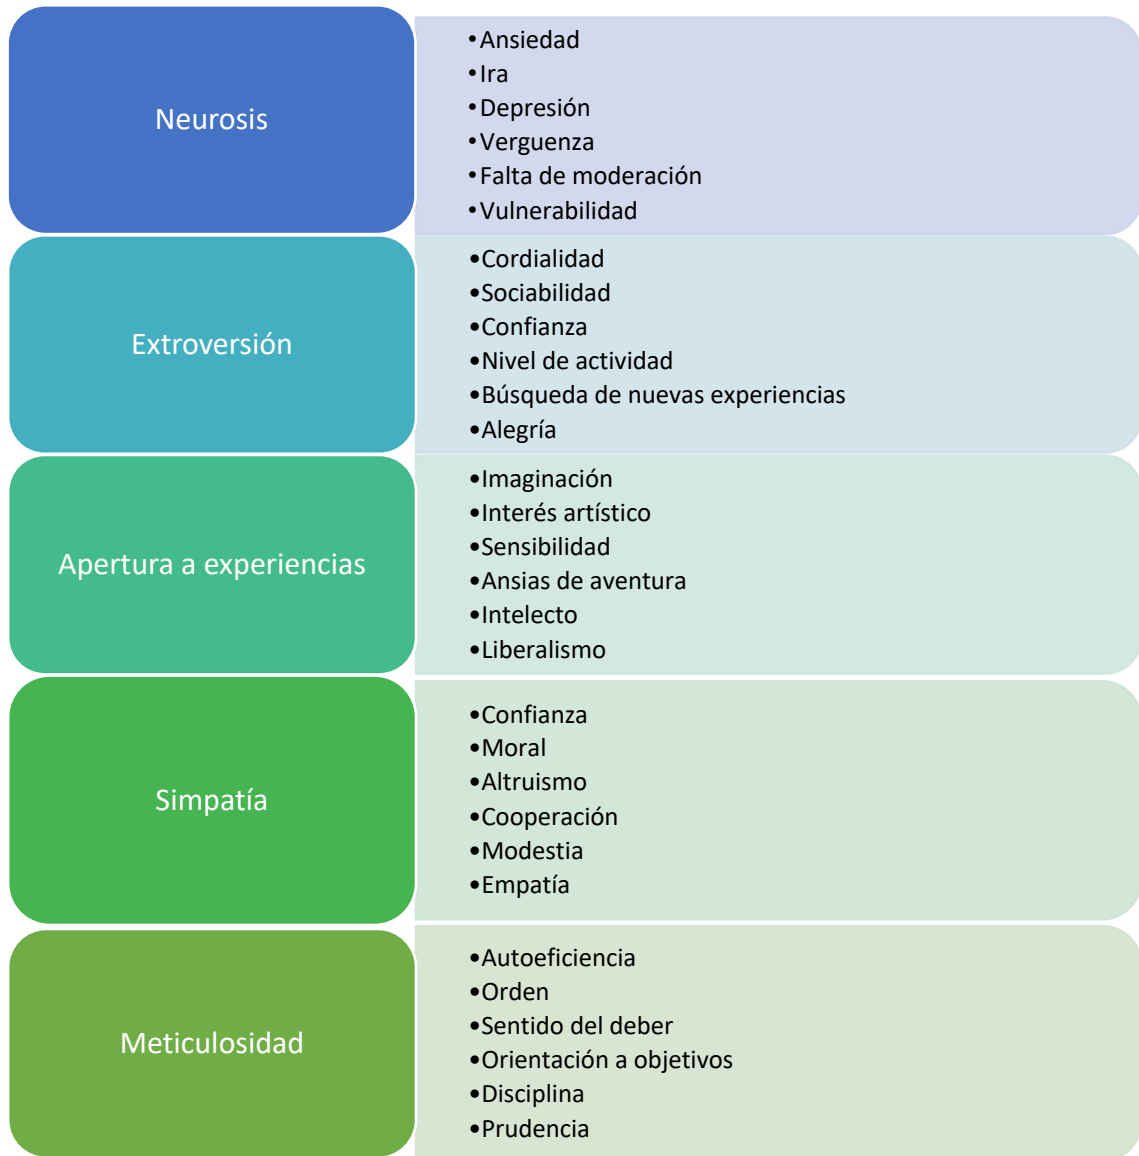 Neurosis
•Ansiedad
•Ira
•Depresión
•Verguenza
•Falta de moderación
•Vulnerabilidad
Extroversión
•Cordialidad
•Sociabilidad
•Confianza
•Nivel de actividad
•Búsqueda de nuevas experiencias
•Alegría
Apertura a experiencias
•Imaginación
•Interés artístico
•Sensibilidad
•Ansias de aventura
•Intelecto
•Liberalismo
Simpatía
•Confianza
•Moral
•Altruismo
•Cooperación
•Modestia
•Empatía
Meticulosidad
•Autoeficiencia
•Orden
•Sentido del deber
•Orientación a objetivos
•Disciplina
•Prudencia